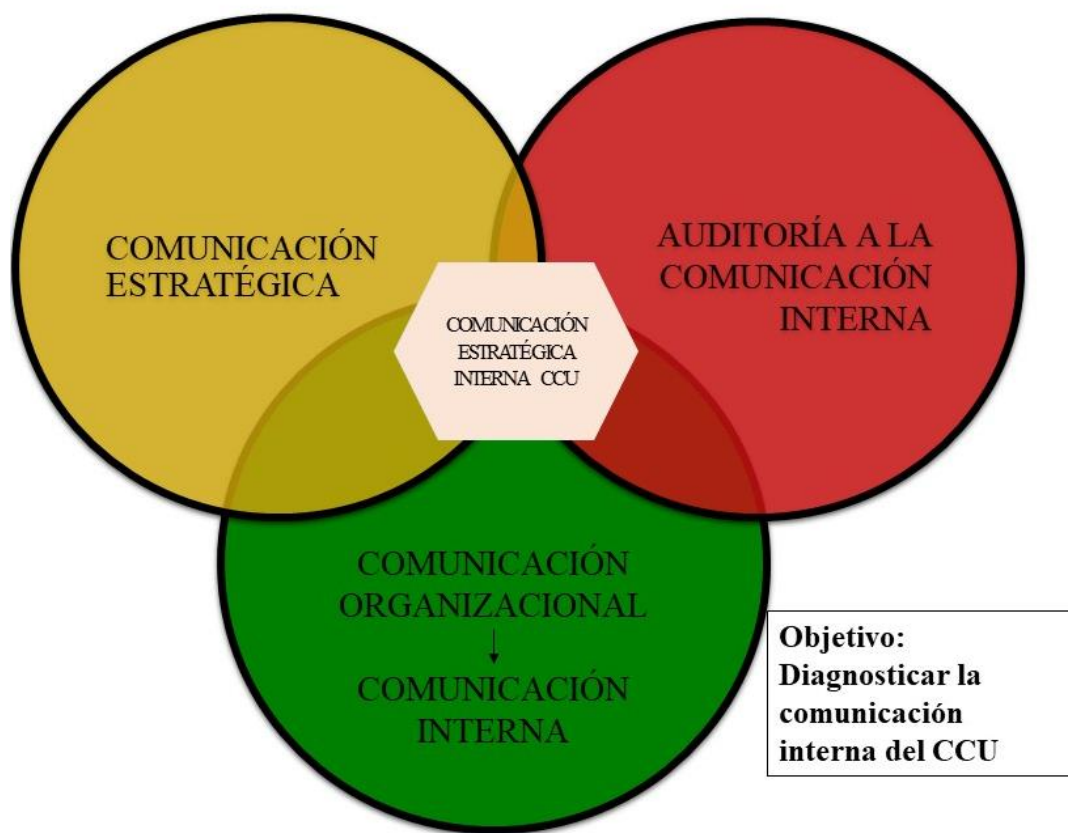 COMUNICACIÓN
ESTRATÉGICA
AUDITORÍA A LA
COMUNICACIÓN
INTERNA
COMUNICACIÓN
ESTRATÉGICA
INTERNA CCU
COMUNICACIÓN
ORGANIZACIONAL
COMUNICACIÓN
INTERNA
Objetivo:
Diagnosticar la
comunicación
interna del CCU